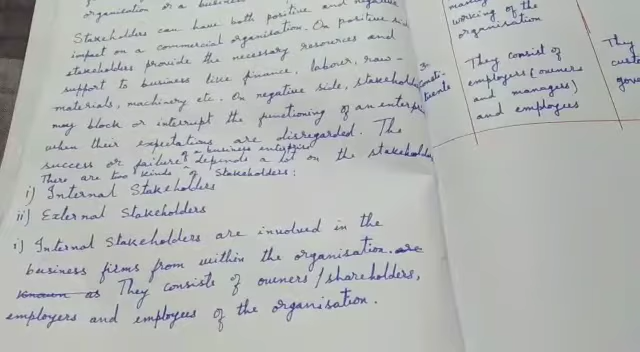 organisation or a business
Stakeholders can have both positive and negative
impact on a commercial organisation. On positive side
stakeholders provide the necessary resources and
support to business like finance, labour, raw-
materials, machinery etc. On negative side, stakeholders
may block or interrupt the functioning of an enterprise
when their expectations are disregarded. The
success or failure of a business enterprise depends a lot on the stakeholders
There are two kinds of Stakeholders:
i) Internal Stakeholders
ii) External Stakeholders
i) Internal Stakeholders are involved in the
business firms from within the organisation. are
known as They consists of owners/shareholders,
employers and employees of the organisation.
working of the
organisation
3. Consti-
tuents
They consist of
employers (owners
and managers)
and employees
They